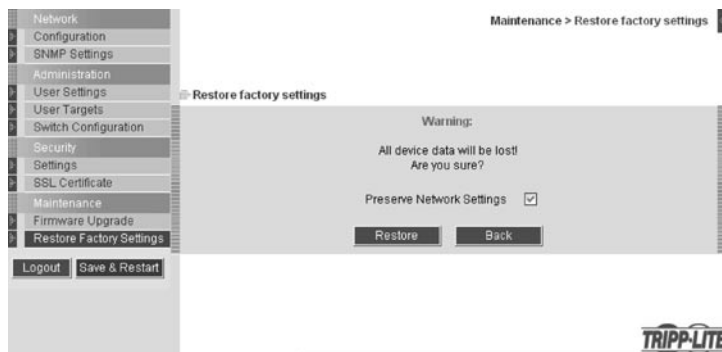 Network
Configuration
SNMP Settings
Administration
User Settings
User Targets
Switch Configuration
Security
Settings
SSL Certificate
Maintenance
Firmware Upgrade
Restore Factory Settings
Logout Save & Restart
Maintenance > Restore factory settings
Restore factory settings
Warning:
All device data will be lost!
Are you sure?
Preserve Network Settings
Restore Back
TRIPP-LITE